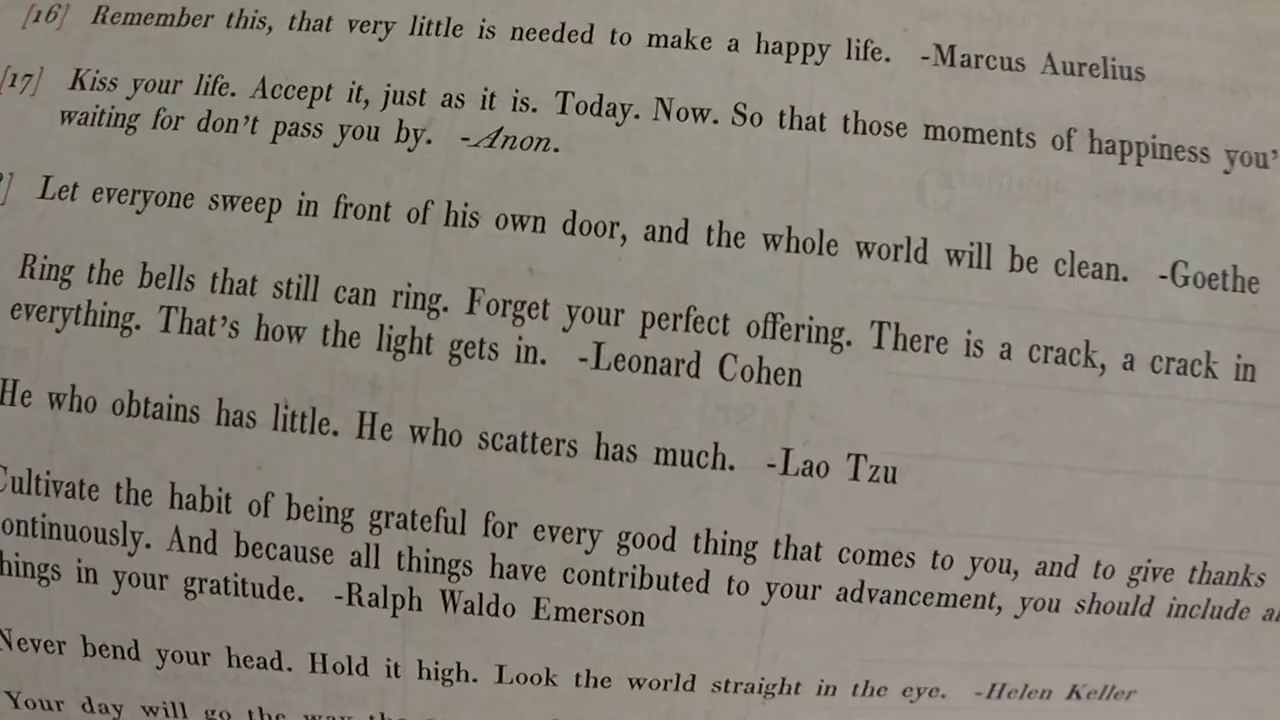 [16] Remember this, that very little is needed to make a happy life. -Marcus Aurelius
[17] Kiss your life. Accept it, just as it is. Today. Now. So that those moments of happiness you'
waiting for don't pass you by. -Anon.
] Let everyone sweep in front of his own door, and the whole world will be clean. -Goethe
Ring the bells that still can ring. Forget your perfect offering. There is a crack, a crack in
everything. That's how the light gets in. -Leonard Cohen
He who obtains has little. He who scatters has much. -Lao Tzu
Cultivate the habit of being grateful for every good thing that comes to you, and to give thanks
ontinuously. And because all things have contributed to your advancement, you should include al
hings in your gratitude. -Ralph Waldo Emerson
Never bend your head. Hold it high. Look the world straight in the eye. -Helen Keller
Your day will go the way the